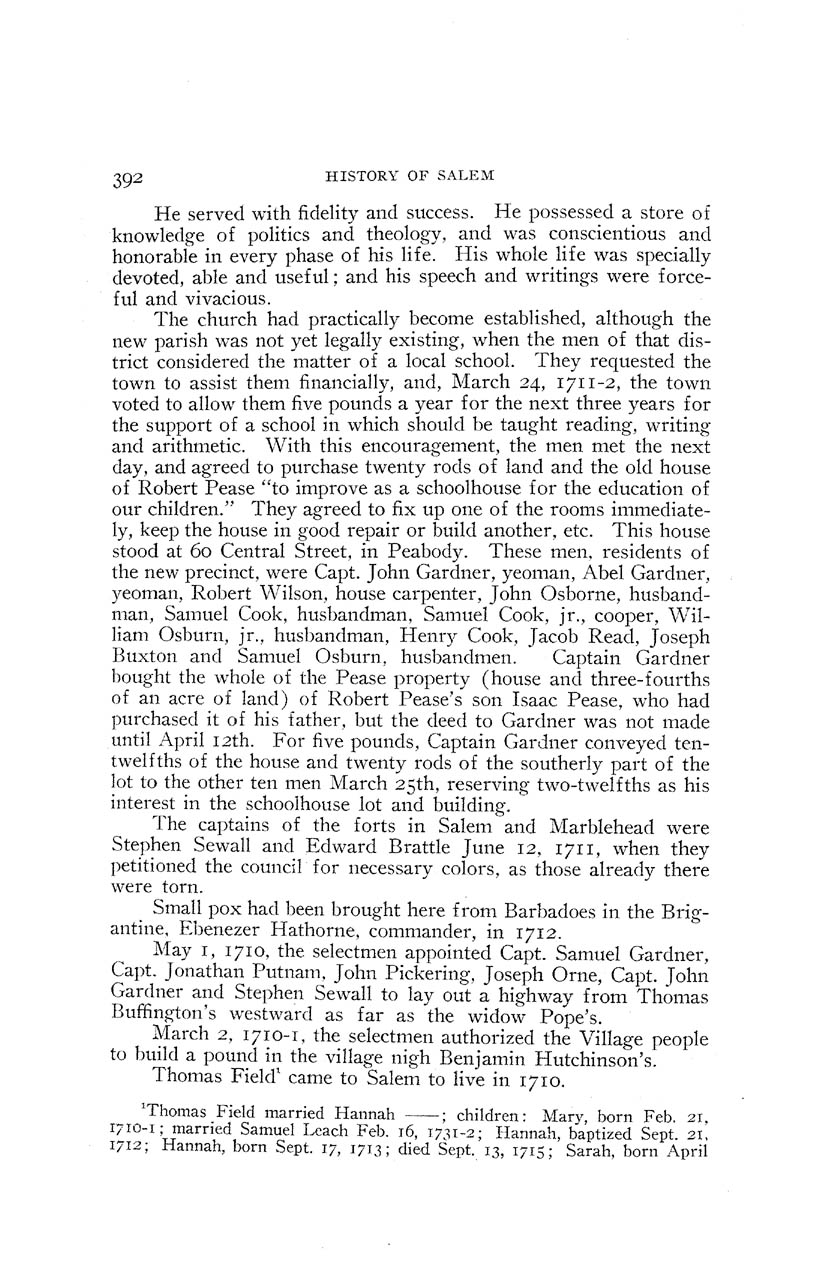 392 HISTORY OF SALEM
He served with fidelity and success. He possessed a store of
knowledge of politics and theology, and was conscientious and
honorable in every phase of his life. His whole life was specially
devoted, able and useful; and his speech and writings were force-
ful and vivacious.
The church had practically become established, although the
new parish was not yet legally existing, when the men of that dis-
trict considered the matter of a local school. They requested the
town to assist them financially, and, March 24, 1711-2, the town
voted to allow them five pounds a year for the next three years for
the support of a school in which should be taught reading, writing
and arithmetic. With this encouragement, the men met the next
day, and agreed to purchase twenty rods of land and the old house
of Robert Pease "to improve as a schoolhouse for the education of
our children." They agreed to fix up one of the rooms immediate-
ly, keep the house in good repair or build another, etc. This house
stood at 60 Central Street, in Peabody. These men, residents of
the new precinct, were Capt. John Gardner, yeoman, Abel Gardner,
yeoman, Robert Wilson, house carpenter, John Osborne, husband-
man, Samuel Cook, husbandman, Samuel Cook, jr., cooper, Wil-
liam Osburn, jr., husbandman, Henry Cook, Jacob Read, Joseph
Buxton and Samuel Osburn, husbandmen. Captain Gardner
bought the whole of the Pease property (house and three-fourths
of an acre of land) of Robert Pease's son Isaac Pease, who had
purchased it of his father, but the deed to Gardner was not made
until April 12th. For five pounds, Captain Gardner conveyed ten-
twelfths of the house and twenty rods of the southerly part of the
lot to the other ten men March 25th, reserving two-twelfths as his
interest in the schoolhouse lot and building.
The captains of the forts in Salem and Marblehead were
Stephen Sewall and Edward Brattle June 12, 1711, when they
petitioned the council for necessary colors, as those already there
were torn.
Small pox had been brought here from Barbadoes in the Brig-
antine, Ebenezer Hathorne, commander, in 1712.
May 1, 1710, the selectmen appointed Capt. Samuel Gardner,
Capt. Jonathan Putnam, John Pickering, Joseph Orne, Capt. John
Gardner and Stephen Sewall to lay out a highway from Thomas
Buffington's westward as far as the widow Pope's.
March 2, 1710-1, the selectmen authorized the Village people
to build a pound in the village nigh Benjamin Hutchinson's.
Thomas Field¹ came to Salem to live in 1710.
¹Thomas Field married Hannah ——; children: Mary, born Feb. 21,
1710-1; married Samuel Leach Feb. 16, 1731-2; Hannah, baptized Sept. 21,
1712; Hannah, born Sept. 17, 1713; died Sept. 13, 1715; Sarah, born April